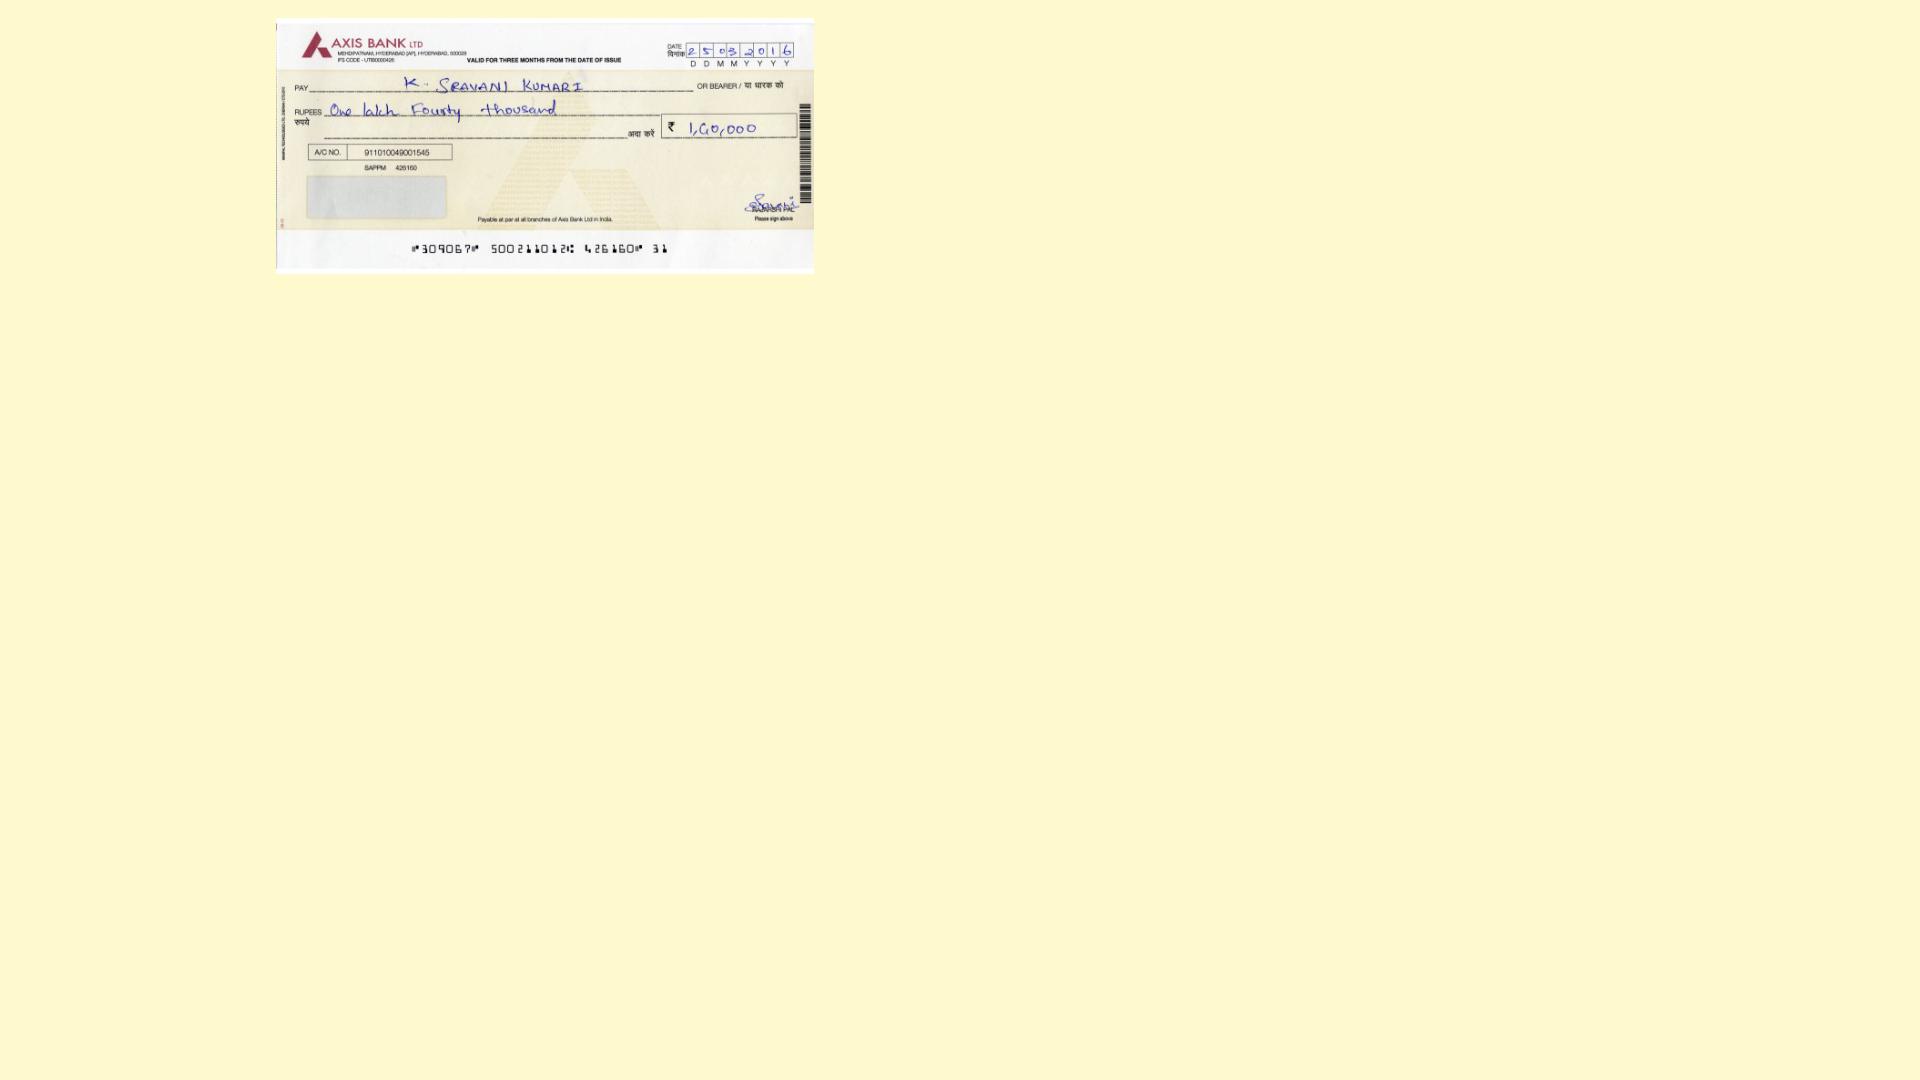 AXIS BANK LTD
MEHDIPATNAM, HYDERABAD [AP], HYDERABAD, 500028
IFS CODE - UTIB0000426
VALID FOR THREE MONTHS FROM THE DATE OF ISSUE
DATE
दिनांक
2 5 0 3 2 0 1 6
D D M M Y Y Y Y
PAY K. SRAVANI KUMARI OR BEARER / या धारक को
RUPEES One lakh Fourty thousand
रुपये
अदा करें ₹ 1,40,000
A/C NO. 911010049001545
SAPPM 426160
Payable at par at all branches of Axis Bank Ltd in India.
Please sign above
⑈309067⑈ 500211012⑆ 426160⑈ 31